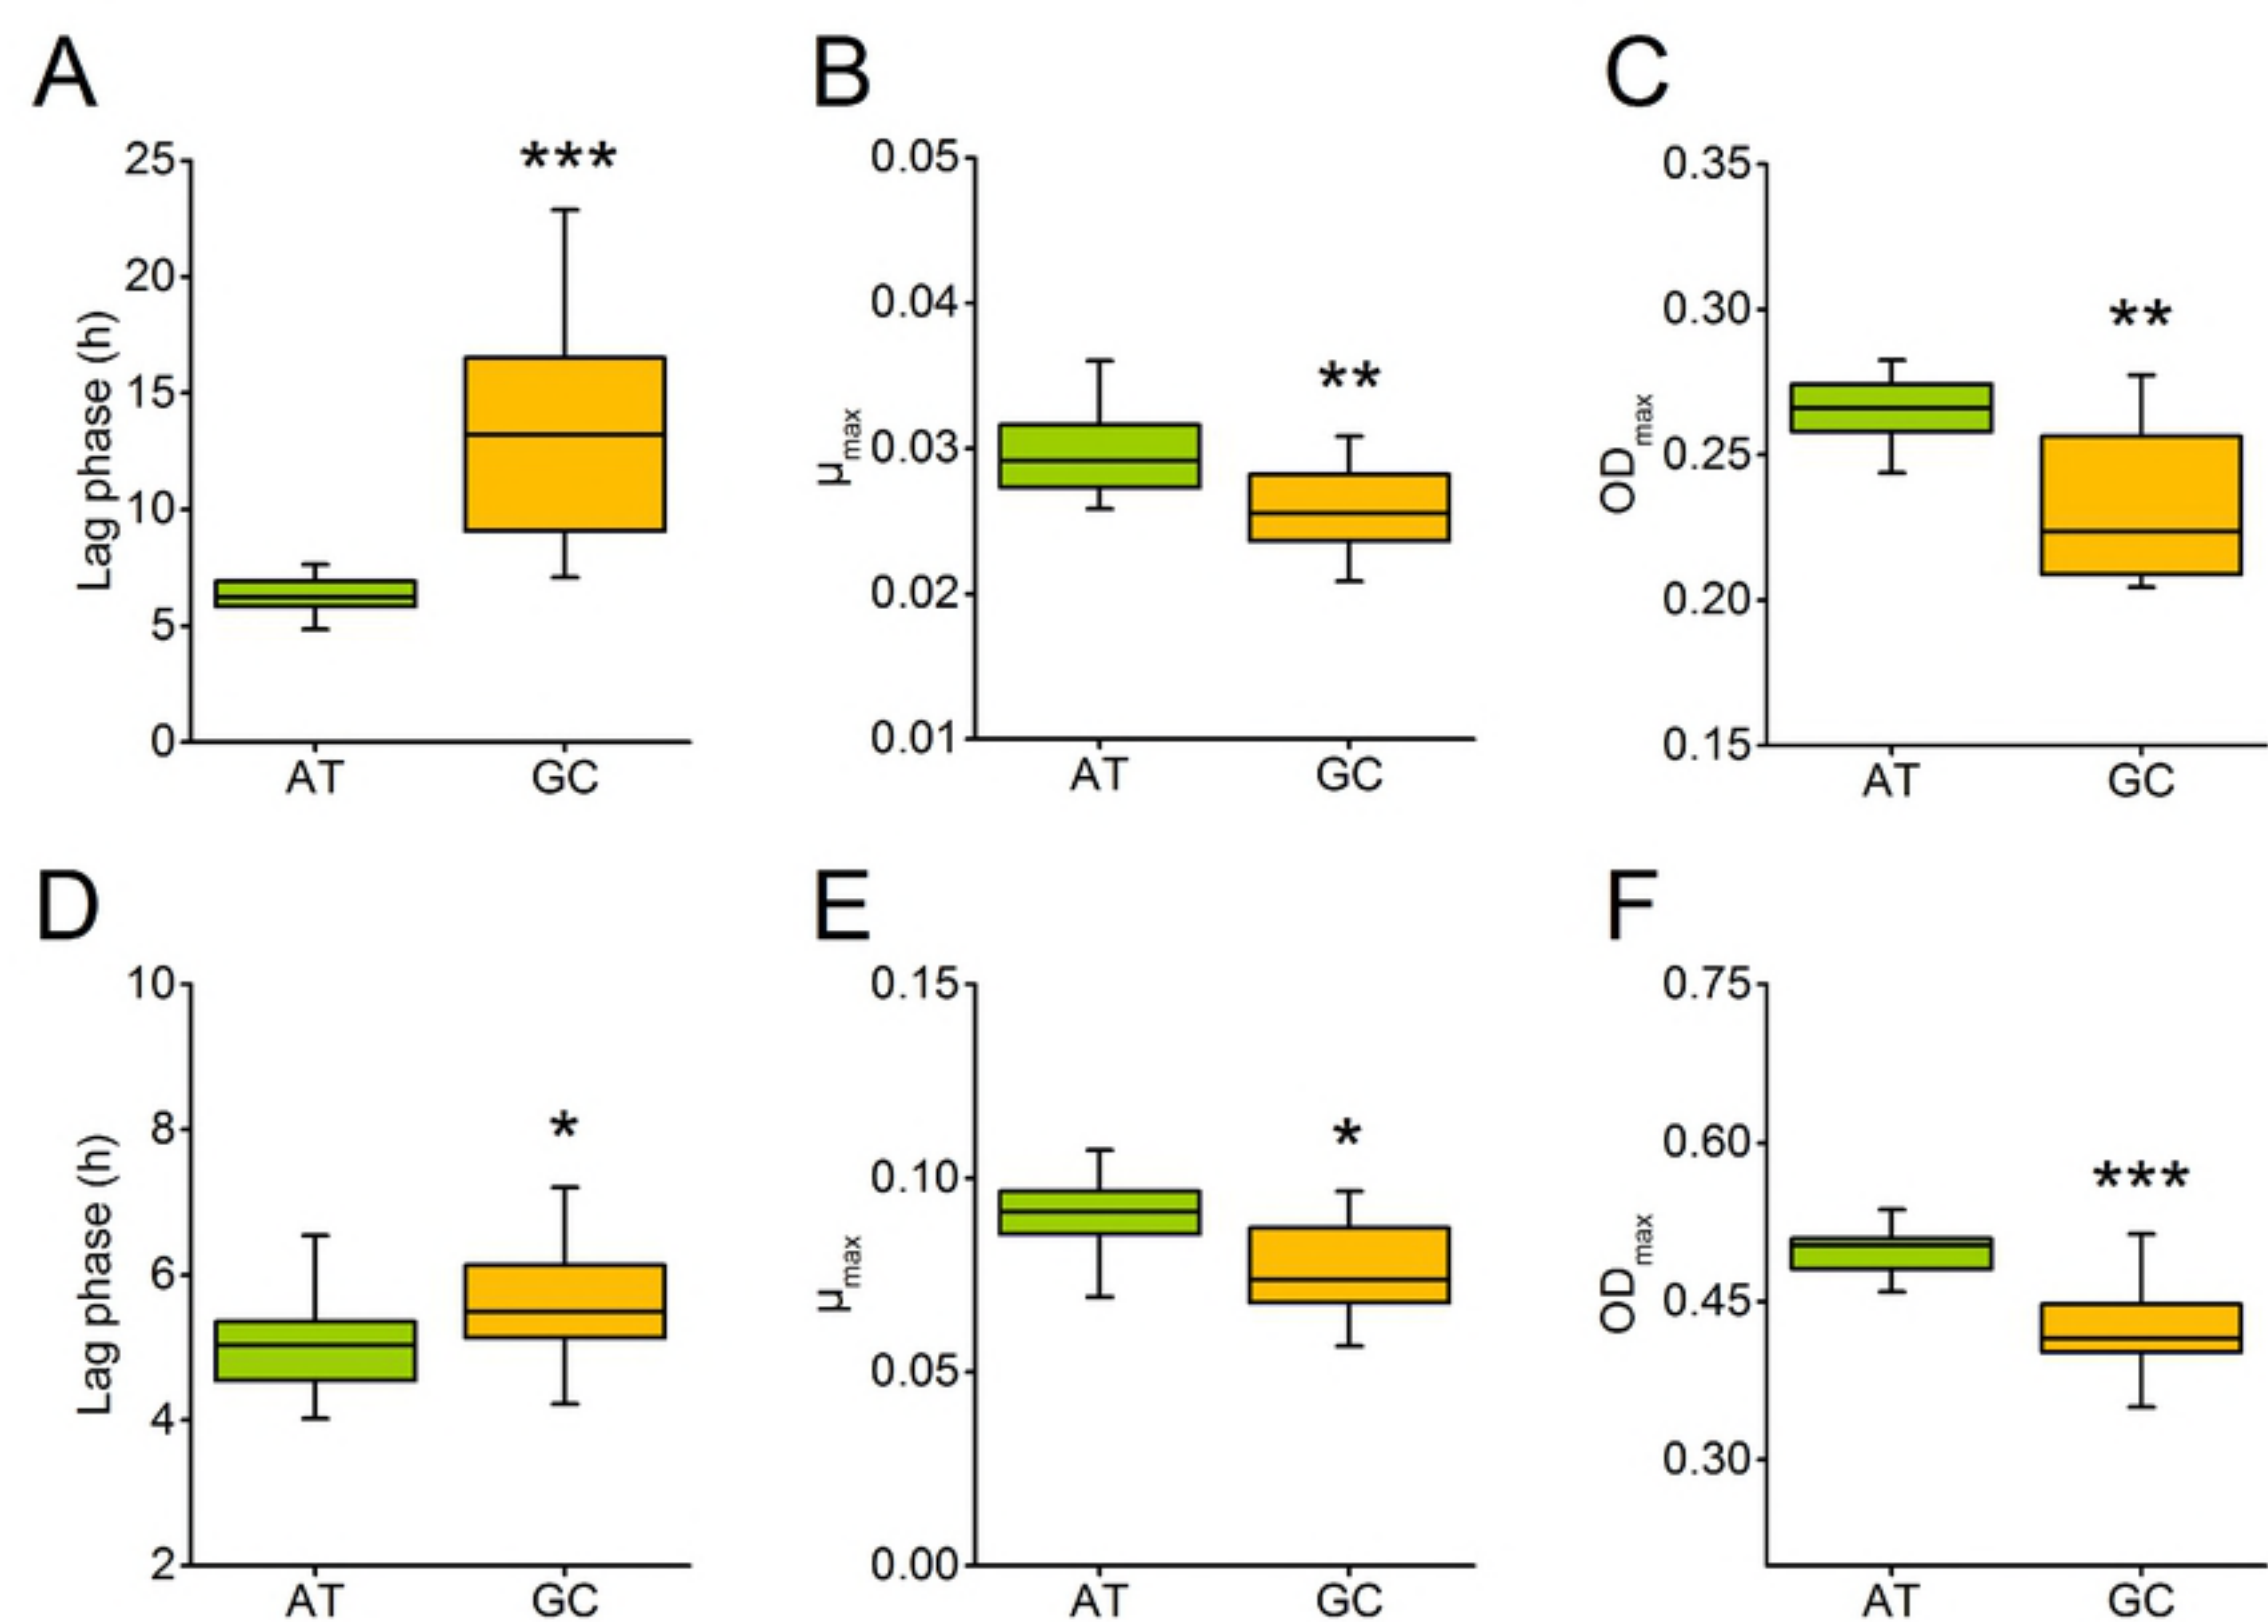 A
Lag phase (h)
25
20
15
10
5
0
***
AT GC
B
μmax
0.05
0.04
0.03
0.02
0.01
**
AT GC
C
ODmax
0.35
0.30
0.25
0.20
0.15
**
AT GC
D
Lag phase (h)
10
8
6
4
2
*
AT GC
E
μmax
0.15
0.10
0.05
0.00
*
AT GC
F
ODmax
0.75
0.60
0.45
0.30
***
AT GC